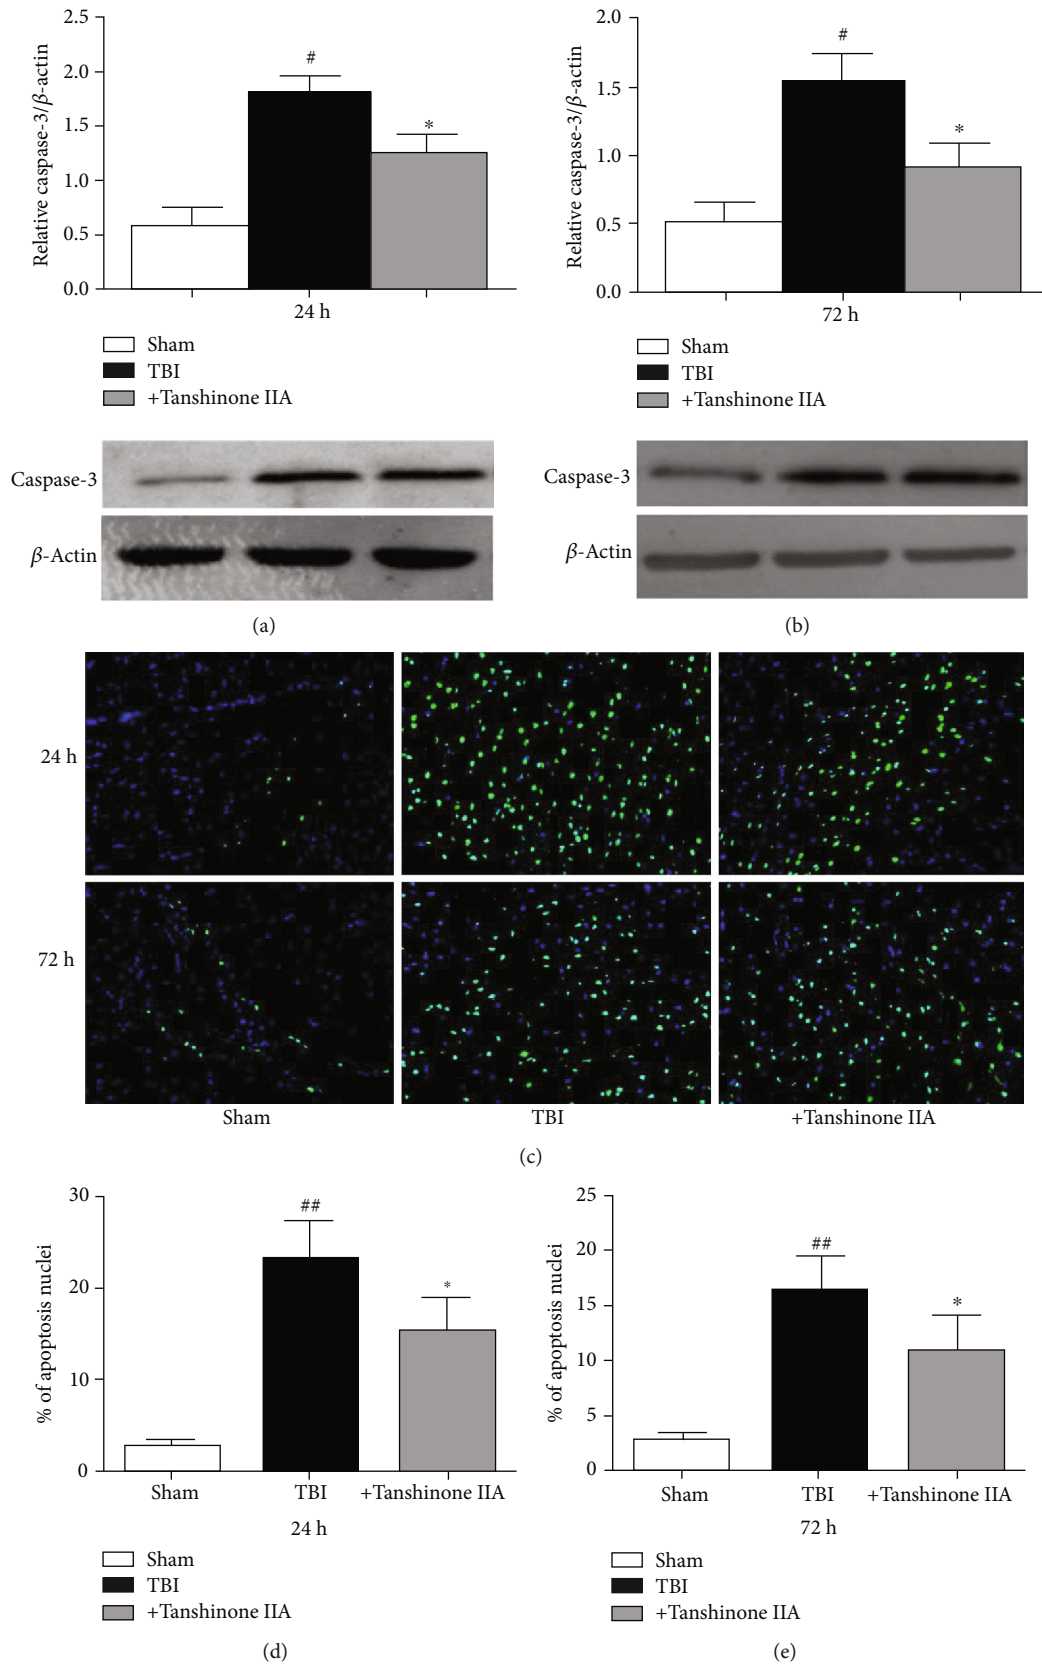 2.5
2.0
1.5
1.0
0.5
0.0
Relative caspase-3/β-actin
#
*
24 h
Sham
TBI
+Tanshinone IIA
2.0
1.5
1.0
0.5
0.0
Relative caspase-3/β-actin
#
*
72 h
Sham
TBI
+Tanshinone IIA
Caspase-3
β-Actin
(a)
Caspase-3
β-Actin
(b)
24 h
72 h
Sham TBI +Tanshinone IIA
(c)
30
20
10
0
% of apoptosis nuclei
##
*
Sham TBI +Tanshinone IIA
24 h
Sham
TBI
+Tanshinone IIA
(d)
25
20
15
10
5
0
% of apoptosis nuclei
##
*
Sham TBI +Tanshinone IIA
72 h
Sham
TBI
+Tanshinone IIA
(e)